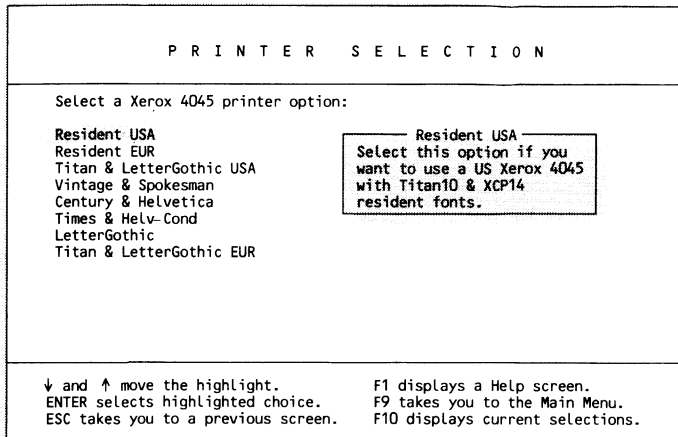 P R I N T E R   S E L E C T I O N
Select a Xerox 4045 printer option:
Resident USA
Resident EUR
Titan & LetterGothic USA
Vintage & Spokesman
Century & Helvetica
Times & Helv-Cond
LetterGothic
Titan & LetterGothic EUR
Resident USA
Select this option if you
want to use a US Xerox 4045
with Titan10 & XCP14
resident fonts.
↓ and ↑ move the highlight.
ENTER selects highlighted choice.
ESC takes you to a previous screen.
F1 displays a Help screen.
F9 takes you to the Main Menu.
F10 displays current selections.